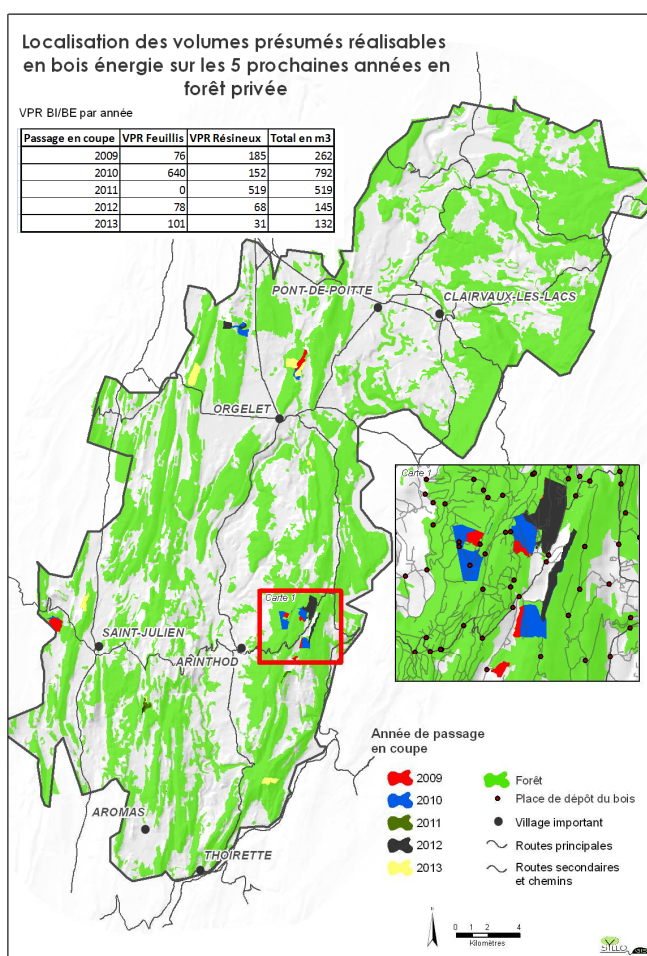 Localisation des volumes présumés réalisables
en bois énergie sur les 5 prochaines années en
forêt privée
VPR BI/BE par année
Passage en coupe VPR Feuillis VPR Résineux Total en m3
2009 76 185 262
2010 640 152 792
2011 0 519 519
2012 78 68 145
2013 101 31 132
PONT-DE-POITTE
CLAIRVAUX-LES-LACS
ORGELET
Carte 1
Carte 1
SAINT-JULIEN
ARINTHOD
AROMAS
THOIRETTE
Année de passage
en coupe
2009
2010
2011
2012
2013
Forêt
Place de dépôt du bois
Village important
Routes principales
Routes secondaires
et chemins
0 1 2 4
Kilomètres